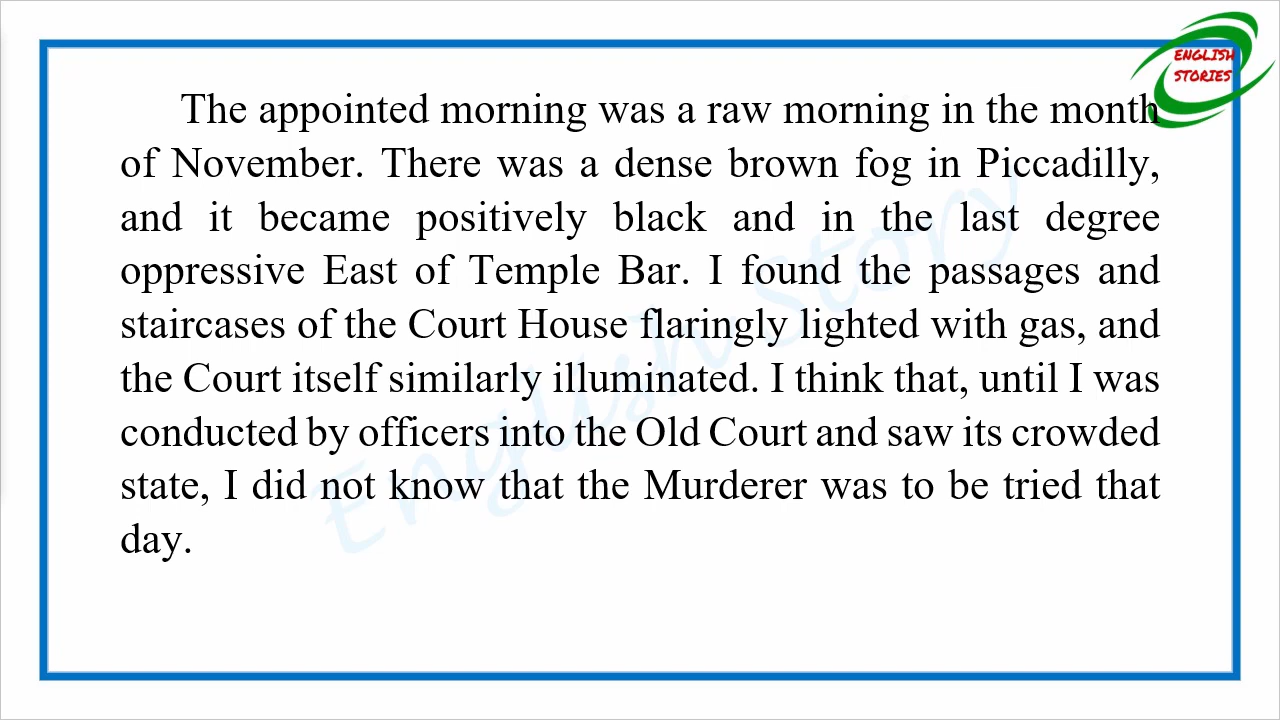 ENGLISH
STORIES
The appointed morning was a raw morning in the month
of November. There was a dense brown fog in Piccadilly,
and it became positively black and in the last degree
oppressive East of Temple Bar. I found the passages and
staircases of the Court House flaringly lighted with gas, and
the Court itself similarly illuminated. I think that, until I was
conducted by officers into the Old Court and saw its crowded
state, I did not know that the Murderer was to be tried that
day.
English Story